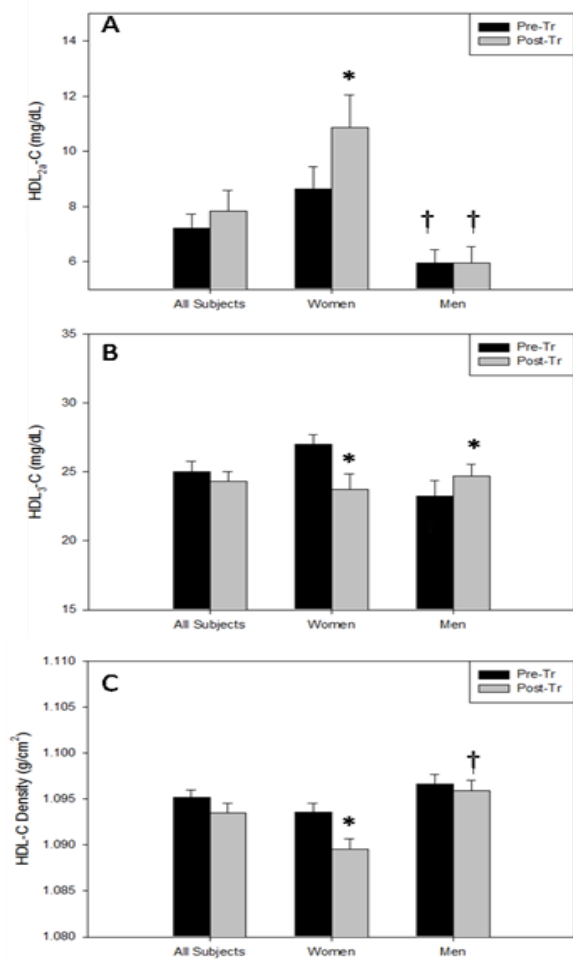 A
Pre-Tr
Post-Tr
HDL2a-C (mg/dL)
14
12
10
8
6
*
†
†
All Subjects
Women
Men
B
Pre-Tr
Post-Tr
HDL3-C (mg/dL)
35
30
25
20
15
*
*
All Subjects
Women
Men
C
Pre-Tr
Post-Tr
HDL-C Density (g/cm²)
1.110
1.105
1.100
1.095
1.090
1.085
1.080
*
†
All Subjects
Women
Men